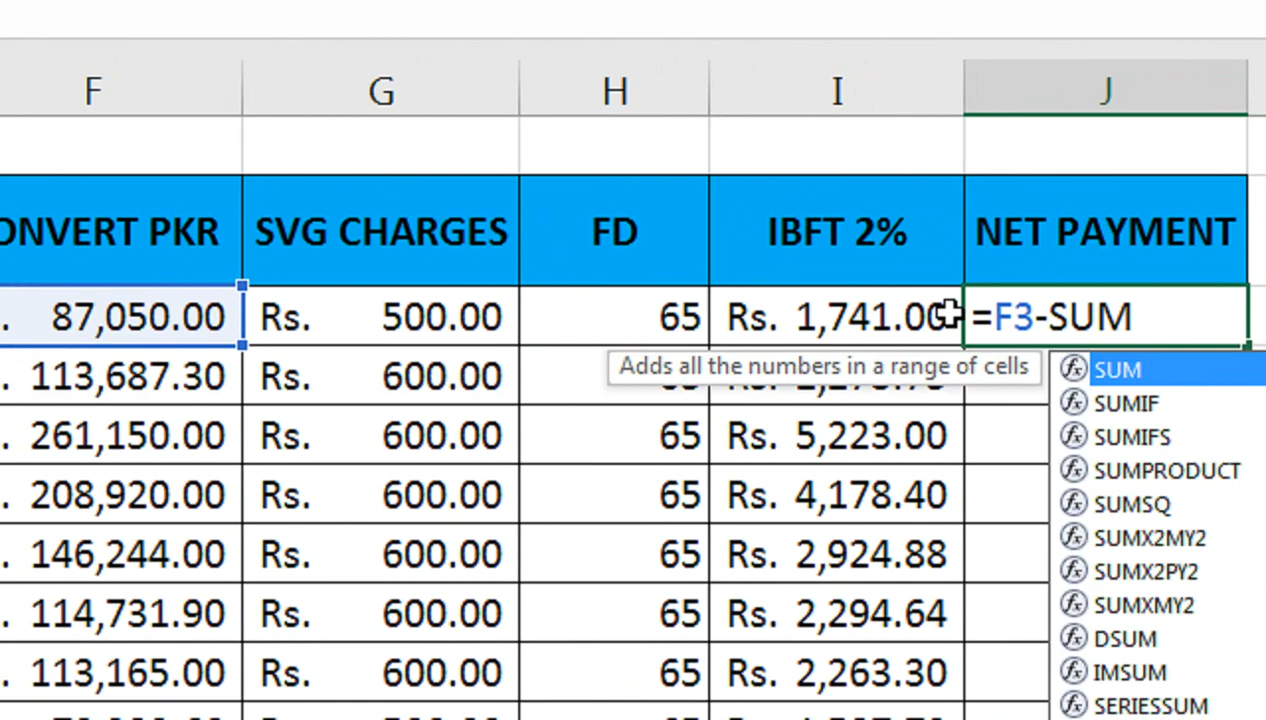 F G H I J
ONVERT PKR SVG CHARGES FD IBFT 2% NET PAYMENT
. 87,050.00 Rs. 500.00 65 Rs. 1,741.00 =F3-SUM
Adds all the numbers in a range of cells SUM
. 113,687.30 Rs. 600.00
SUMIF
. 261,150.00 Rs. 600.00 65 Rs. 5,223.00 SUMIFS
SUMPRODUCT
. 208,920.00 Rs. 600.00 65 Rs. 4,178.40 SUMSQ
SUMX2MY2
. 146,244.00 Rs. 600.00 65 Rs. 2,924.88 SUMX2PY2
. 114,731.90 Rs. 600.00 65 Rs. 2,294.64 SUMXMY2
DSUM
. 113,165.00 Rs. 600.00 65 Rs. 2,263.30 IMSUM
SERIESSUM